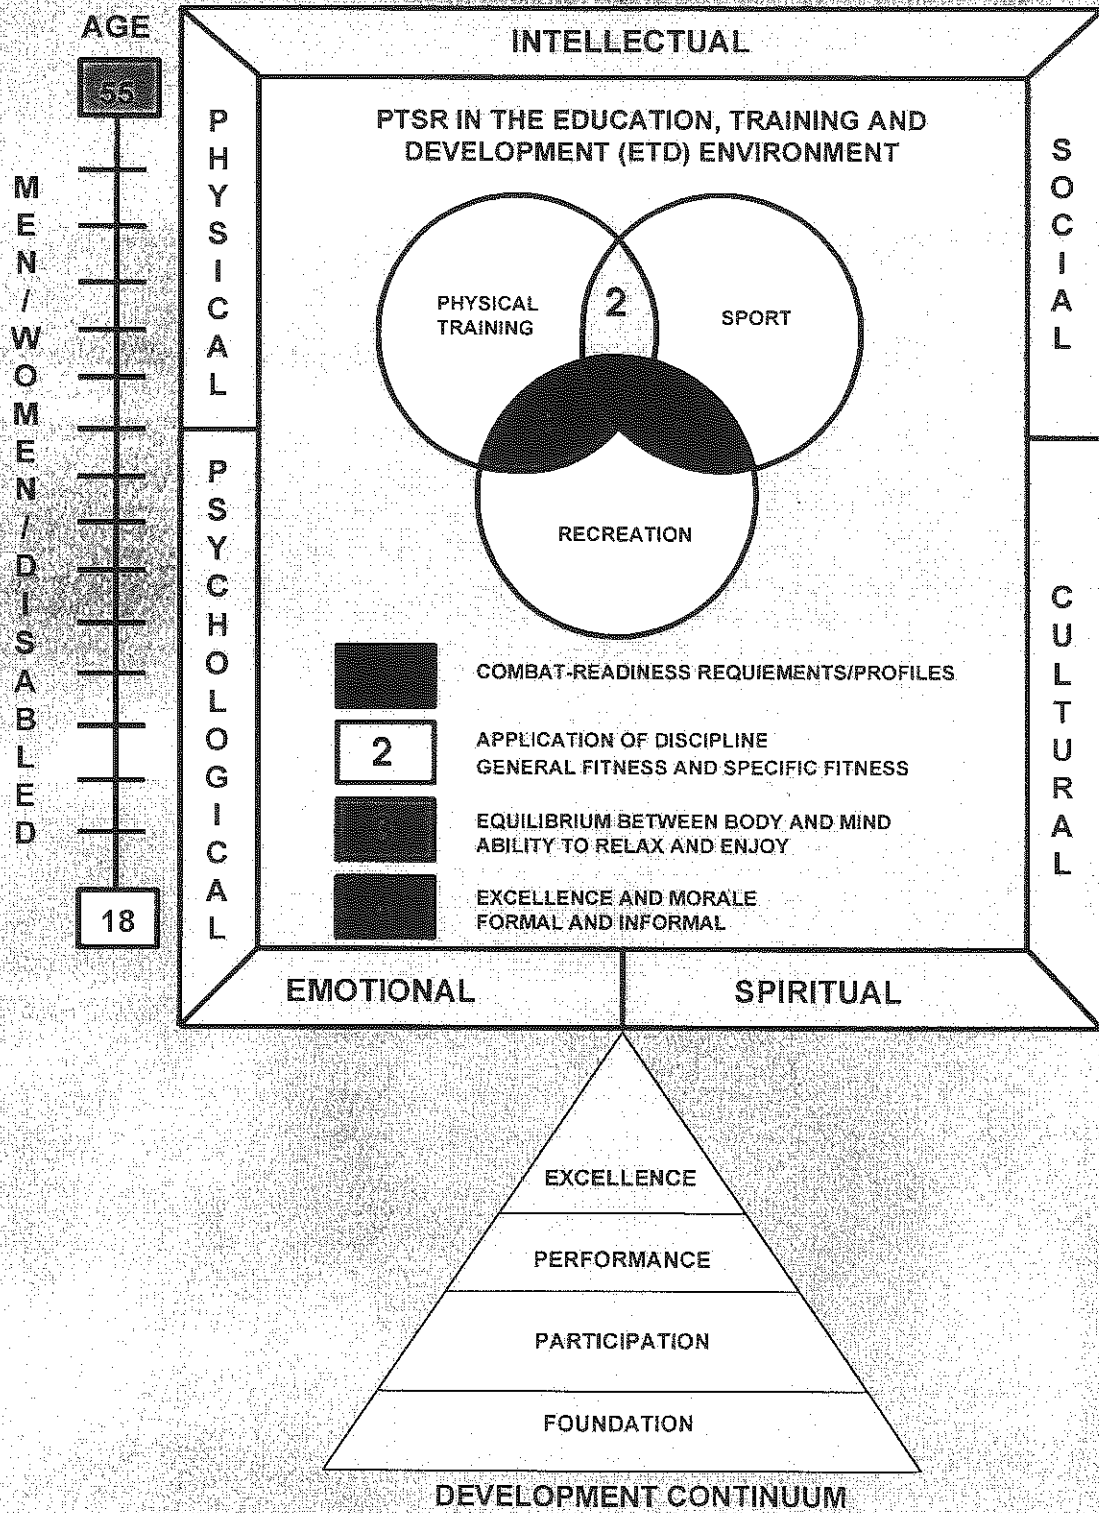 AGE
55
MEN/WOMEN/DISABLED
18
INTELLECTUAL
PHYSICAL
PSYCHOLOGICAL
SOCIAL
CULTURAL
PTSR IN THE EDUCATION, TRAINING AND
DEVELOPMENT (ETD) ENVIRONMENT
PHYSICAL
TRAINING
2
SPORT
RECREATION
COMBAT-READINESS REQUIEMENTS/PROFILES
2
APPLICATION OF DISCIPLINE
GENERAL FITNESS AND SPECIFIC FITNESS
EQUILIBRIUM BETWEEN BODY AND MIND
ABILITY TO RELAX AND ENJOY
EXCELLENCE AND MORALE
FORMAL AND INFORMAL
EMOTIONAL
SPIRITUAL
EXCELLENCE
PERFORMANCE
PARTICIPATION
FOUNDATION
DEVELOPMENT CONTINUUM